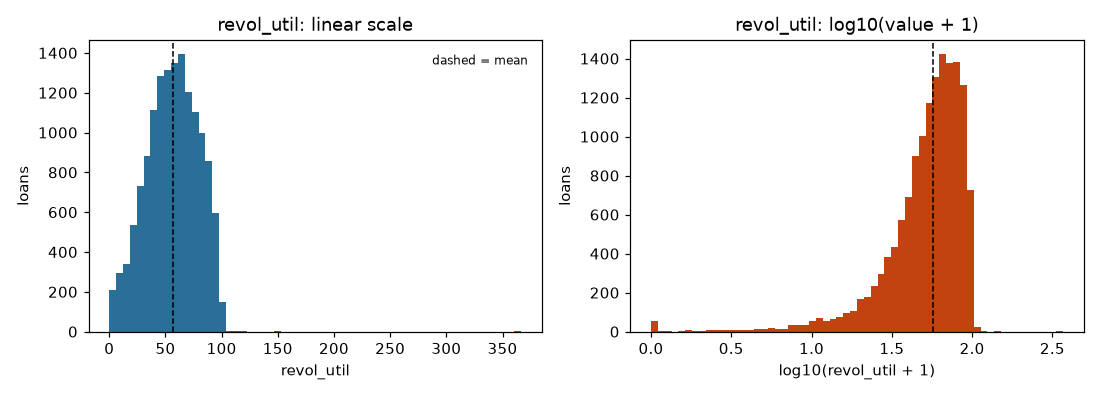 revol_util: linear scale
1400
1200
1000
800
600
400
200
0
loans
dashed = mean
0 50 100 150 200 250 300 350
revol_util
revol_util: log10(value + 1)
1400
1200
1000
800
600
400
200
0
loans
0.0 0.5 1.0 1.5 2.0 2.5
log10(revol_util + 1)